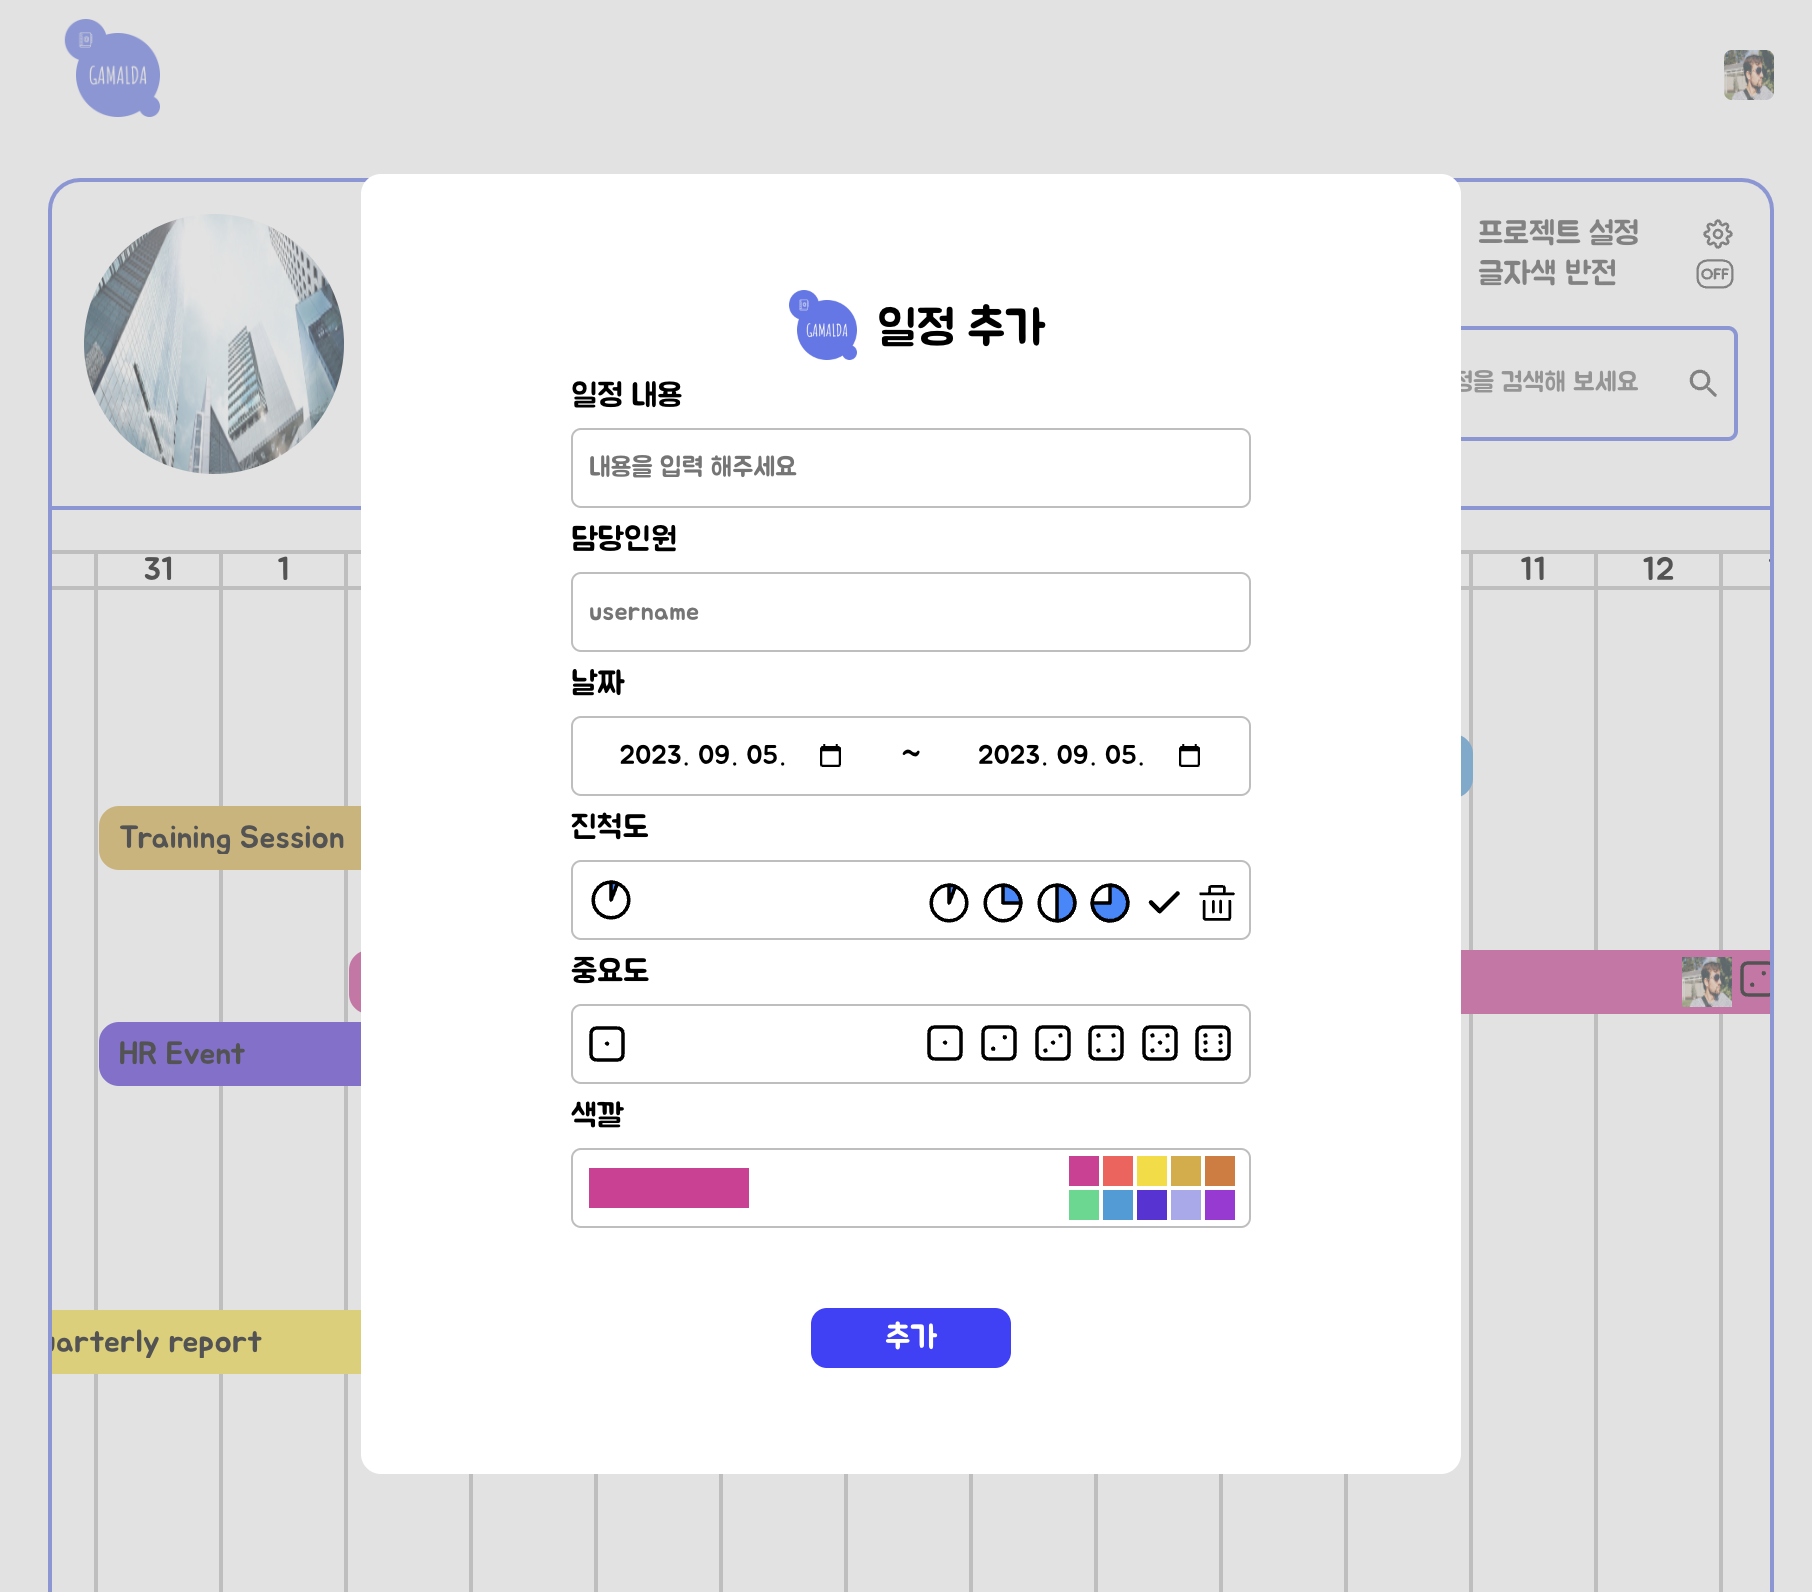 GAMALDA
프로젝트 설정
글자색 반전
OFF
검색해 보세요
31
1
11
12
Training Session
HR Event
report
GAMALDA
일정 추가
일정 내용
내용을 입력 해주세요
담당인원
username
날짜
2023. 09. 05.
~
2023. 09. 05.
진척도
중요도
색깔
추가